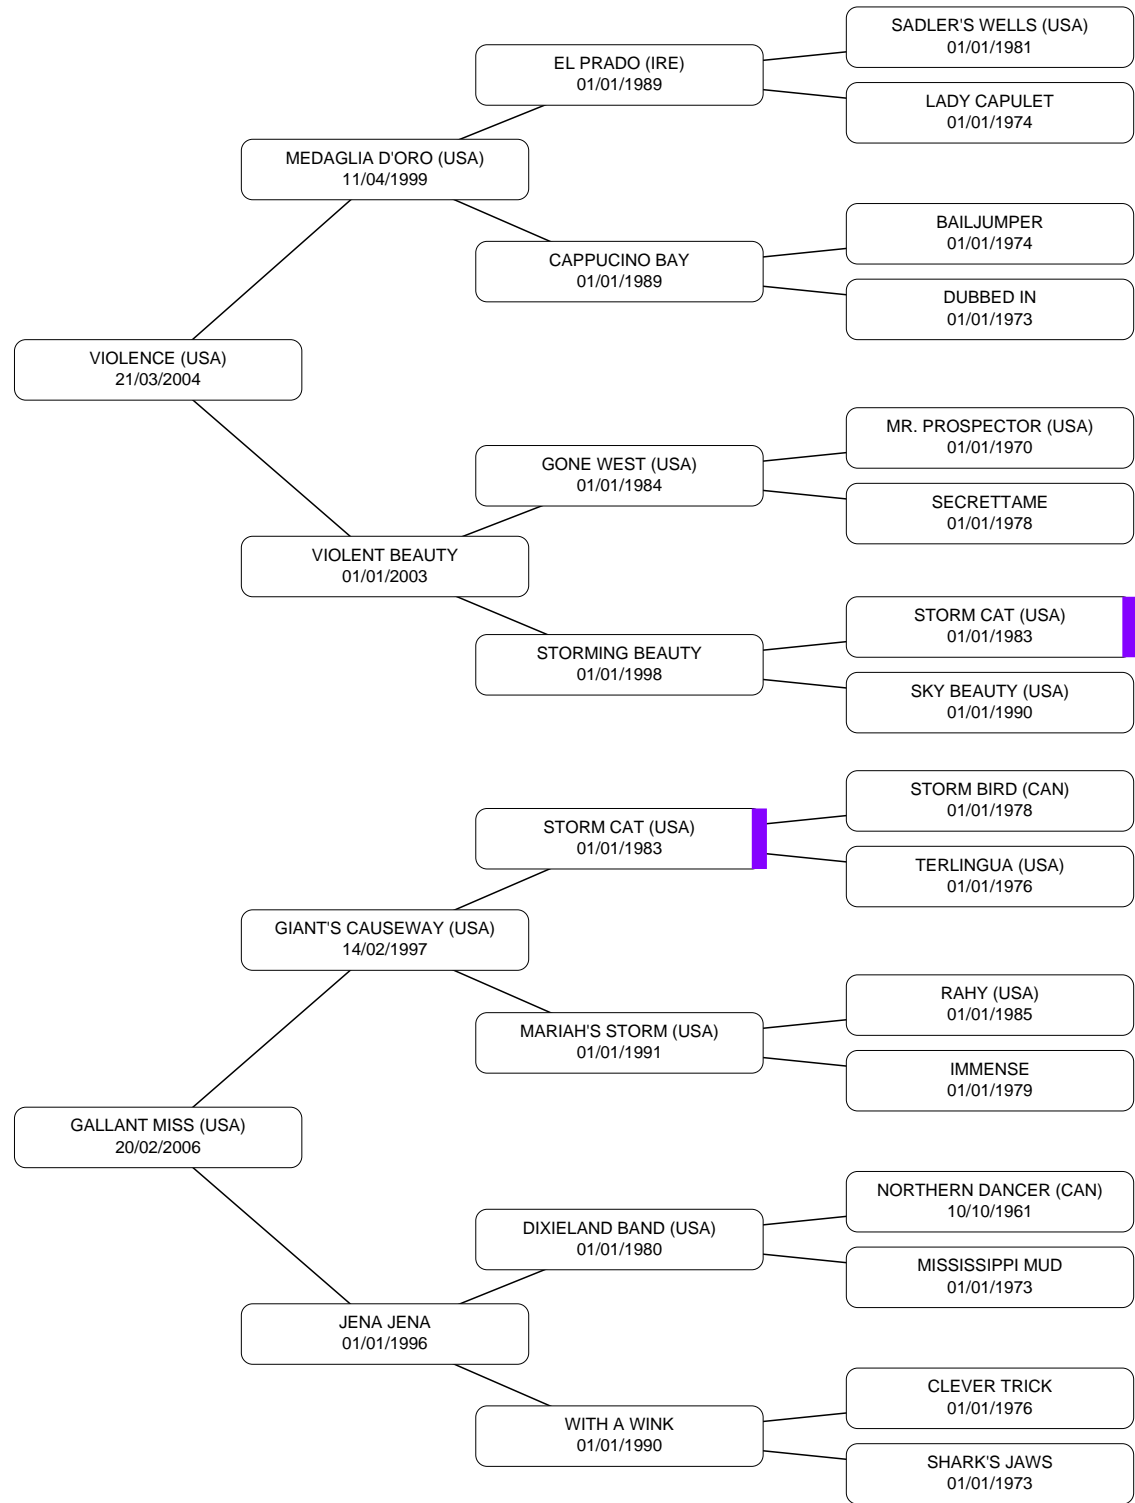 SADLER'S WELLS (USA)
01/01/1981
EL PRADO (IRE)
01/01/1989
LADY CAPULET
01/01/1974
MEDAGLIA D'ORO (USA)
11/04/1999
BAILJUMPER
01/01/1974
CAPPUCINO BAY
01/01/1989
DUBBED IN
01/01/1973
VIOLENCE (USA)
21/03/2004
MR. PROSPECTOR (USA)
01/01/1970
GONE WEST (USA)
01/01/1984
SECRETTAME
01/01/1978
VIOLENT BEAUTY
01/01/2003
STORM CAT (USA)
01/01/1983
STORMING BEAUTY
01/01/1998
SKY BEAUTY (USA)
01/01/1990
STORM BIRD (CAN)
01/01/1978
STORM CAT (USA)
01/01/1983
TERLINGUA (USA)
01/01/1976
GIANT'S CAUSEWAY (USA)
14/02/1997
RAHY (USA)
01/01/1985
MARIAH'S STORM (USA)
01/01/1991
IMMENSE
01/01/1979
GALLANT MISS (USA)
20/02/2006
NORTHERN DANCER (CAN)
10/10/1961
DIXIELAND BAND (USA)
01/01/1980
MISSISSIPPI MUD
01/01/1973
JENA JENA
01/01/1996
CLEVER TRICK
01/01/1976
WITH A WINK
01/01/1990
SHARK'S JAWS
01/01/1973